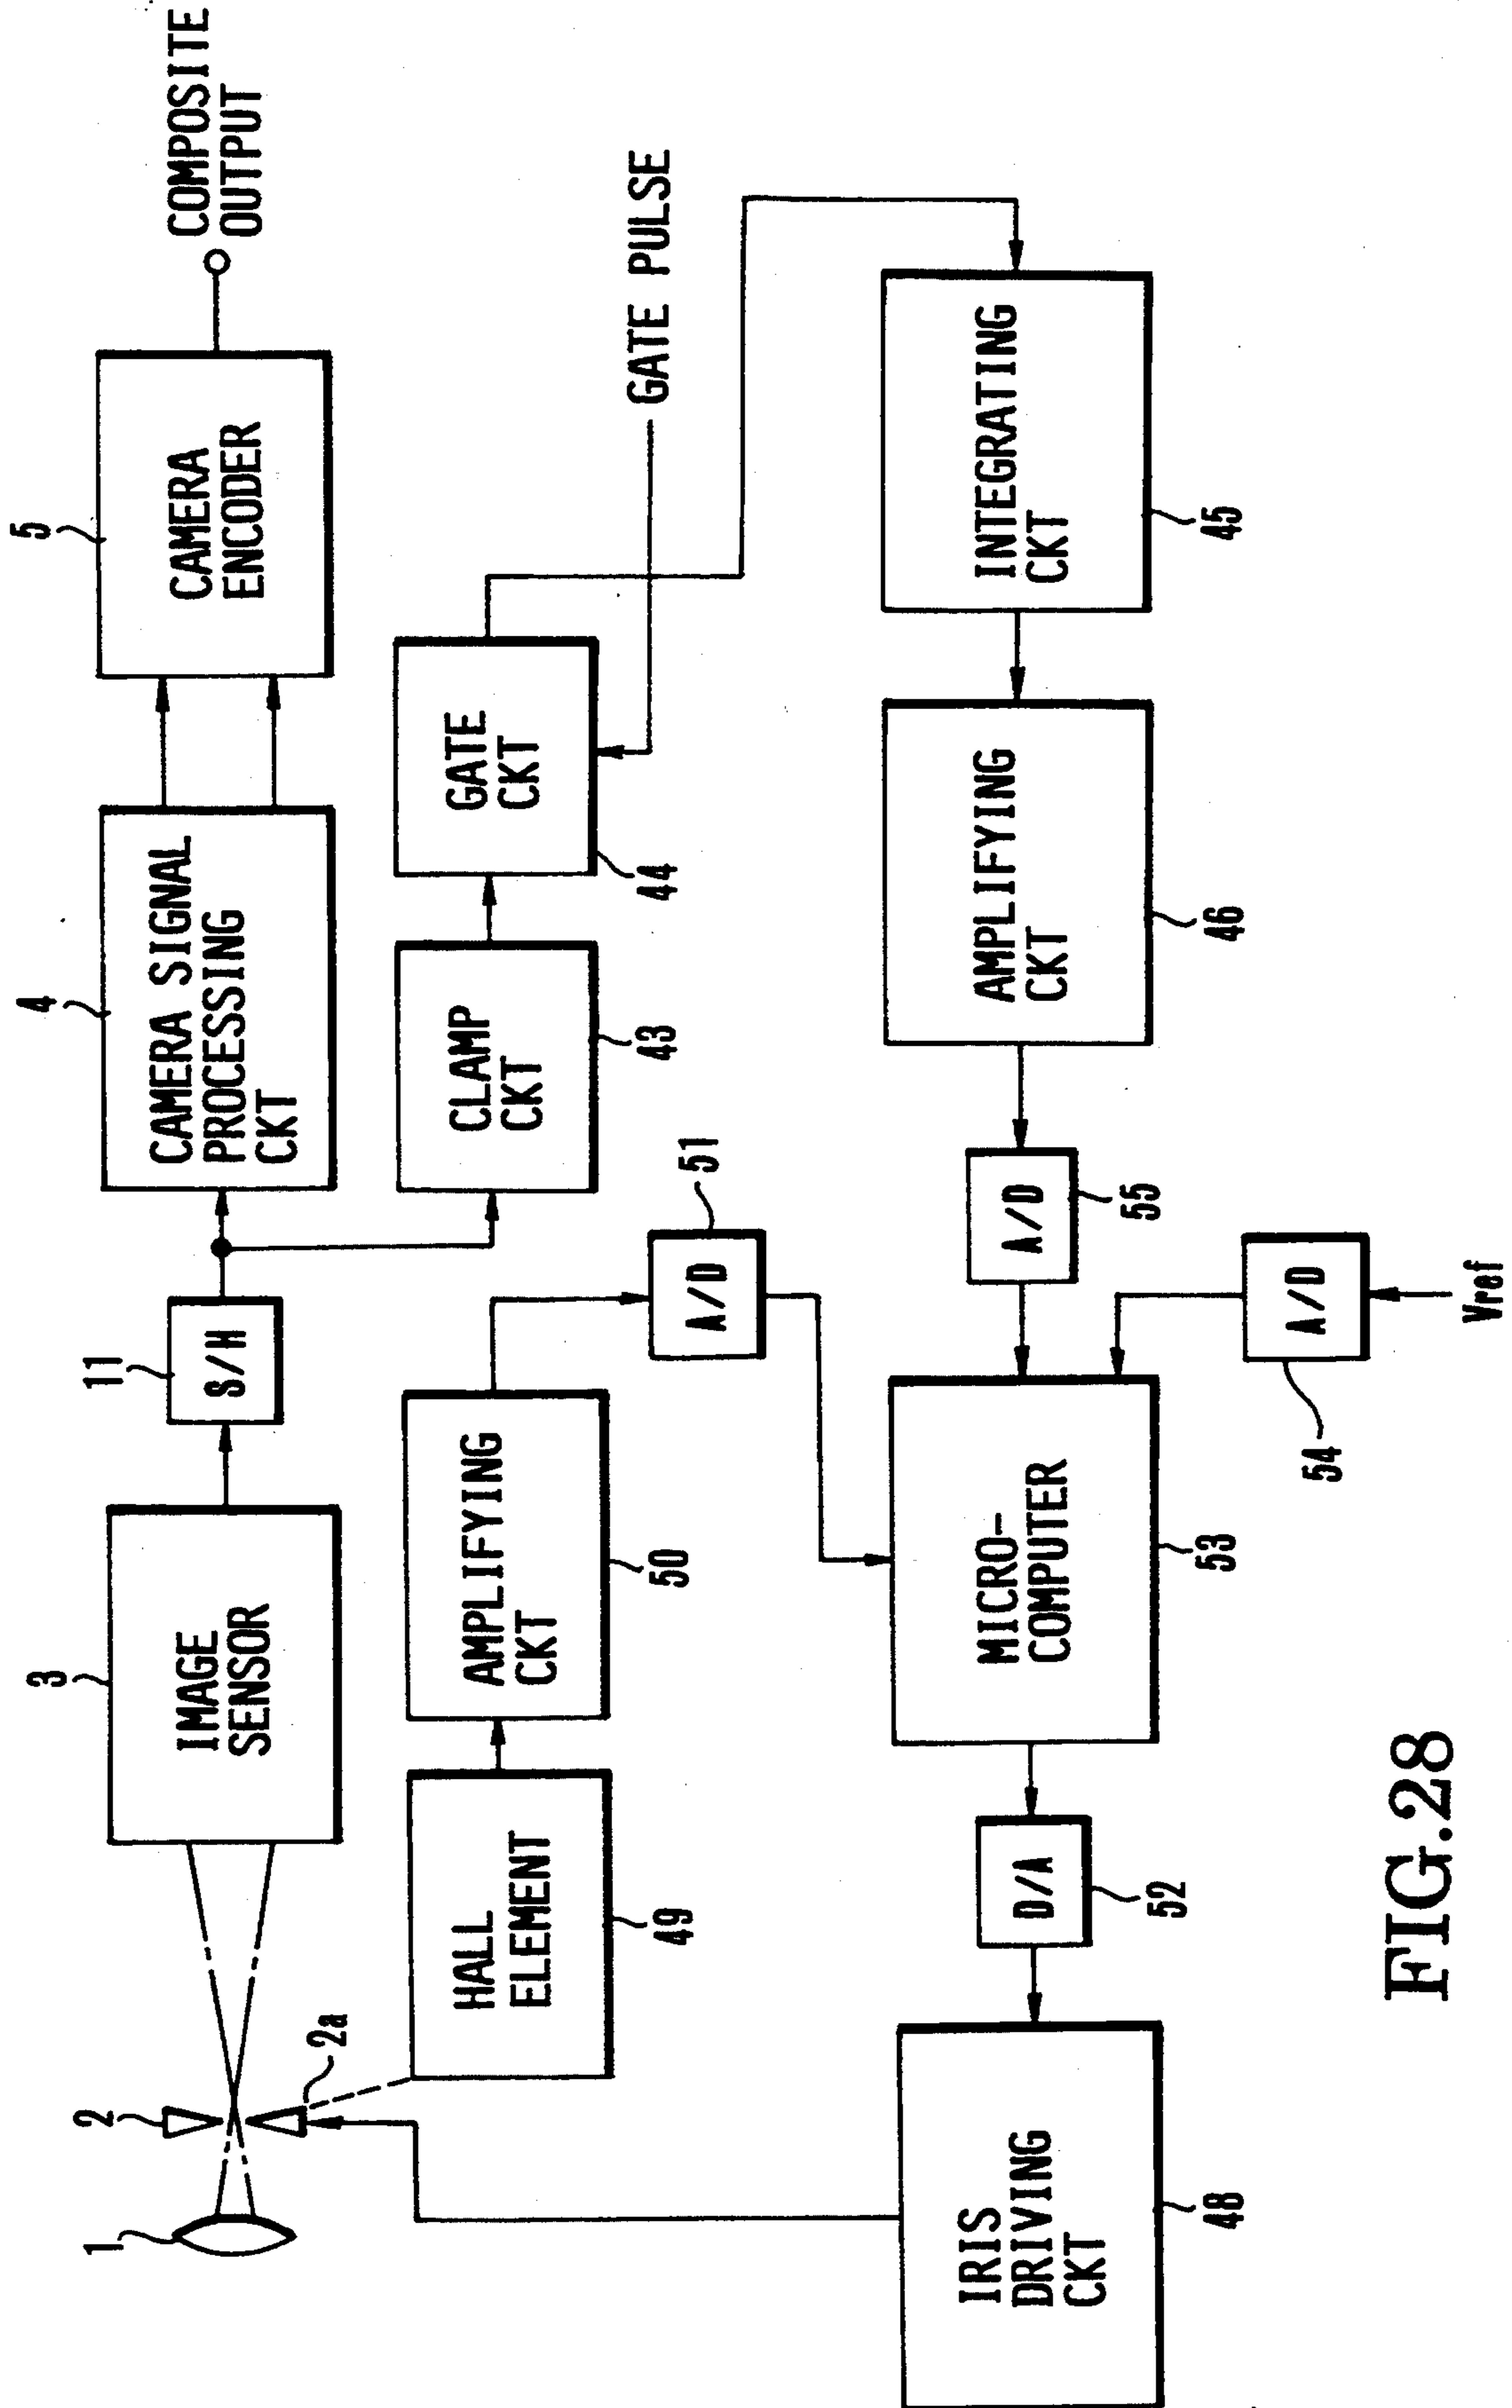 1
2
2a
3
IMAGE
SENSOR
11
S/H
4
CAMERA SIGNAL
PROCESSING
CKT
5
CAMERA
ENCODER
COMPOSITE
OUTPUT
HALL
ELEMENT
49
AMPLIFYING
CKT
50
A/D
51
CLAMP
CKT
43
GATE
CKT
44
GATE PULSE
IRIS
DRIVING
CKT
48
D/A
52
MICRO-
COMPUTER
53
A/D
55
AMPLIFYING
CKT
46
INTEGRATING
CKT
45
A/D
54
Vref
FIG.28